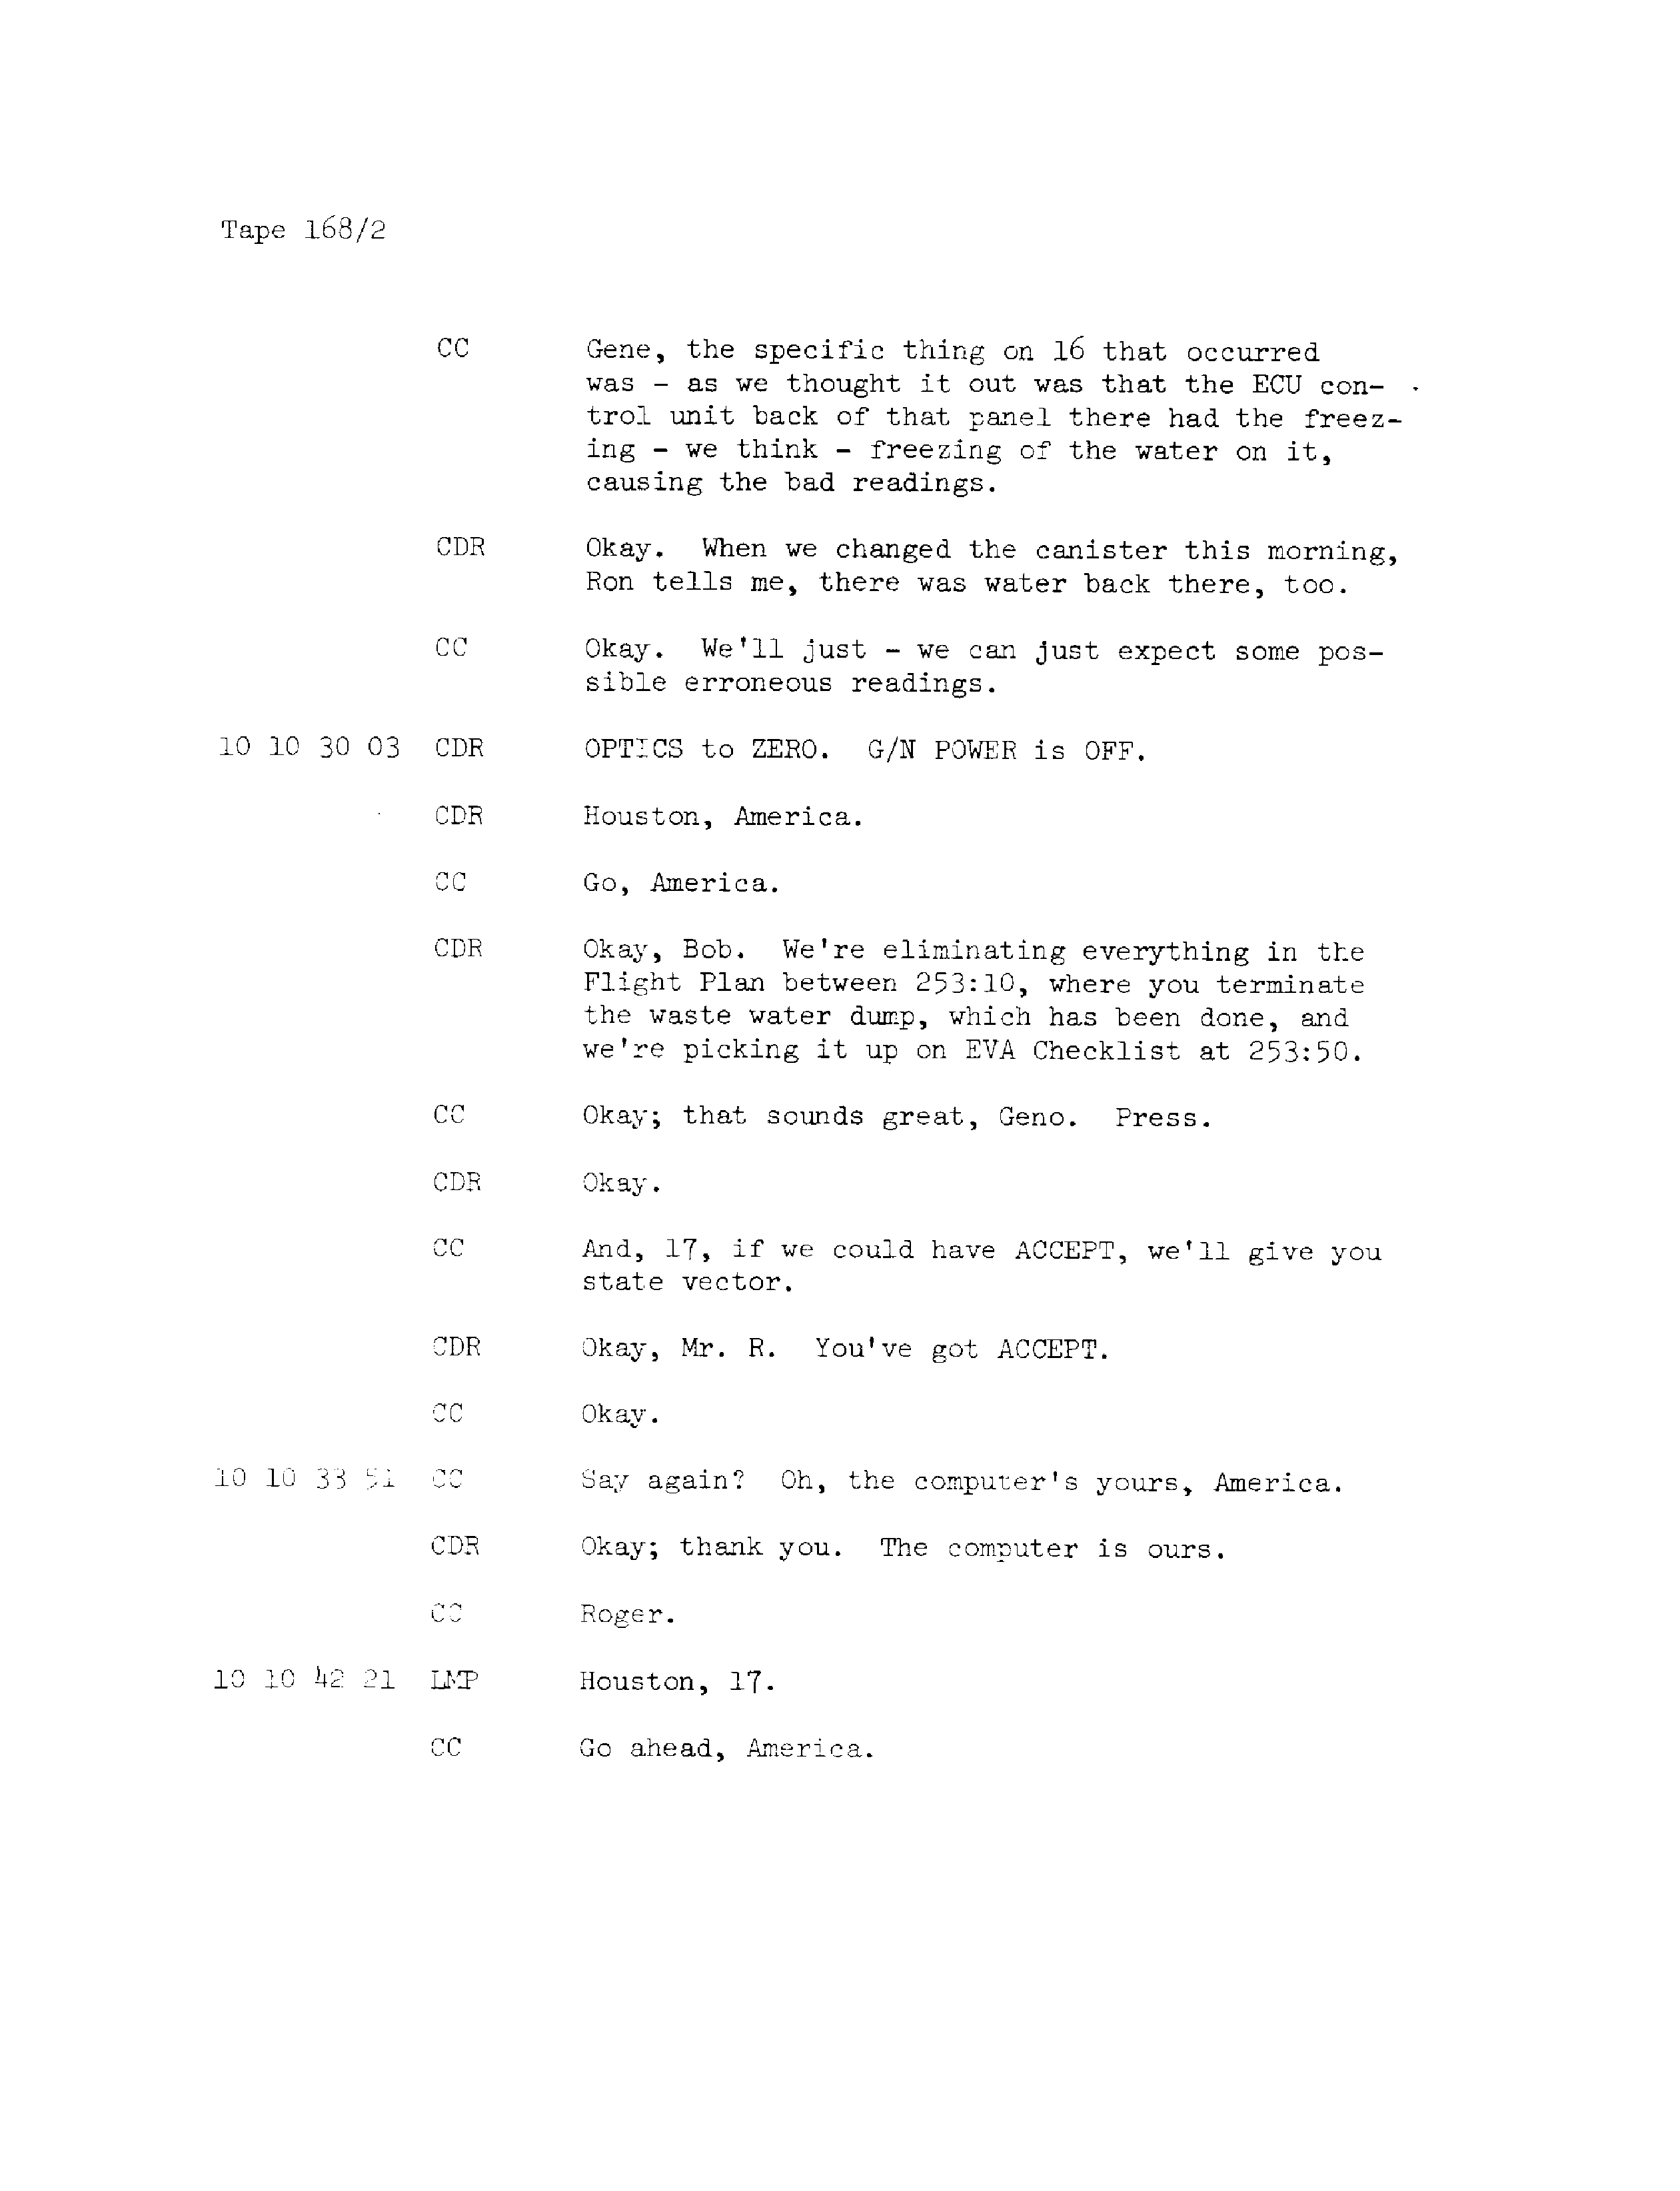 Tape 168/2
CC Gene, the specific thing on 16 that occurred
was - as we thought it out was that the ECU con-
trol unit back of that panel there had the freez-
ing - we think - freezing of the water on it,
causing the bad readings.
CDR Okay. When we changed the canister this morning,
Ron tells me, there was water back there, too.
CC Okay. We'll just - we can just expect some pos-
sible erroneous readings.
10 10 30 03 CDR OPTICS to ZERO. G/N POWER is OFF.
CDR Houston, America.
CC Go, America.
CDR Okay, Bob. We're eliminating everything in the
Flight Plan between 253:10, where you terminate
the waste water dump, which has been done, and
we're picking it up on EVA Checklist at 253:50.
CC Okay; that sounds great, Geno. Press.
CDR Okay.
CC And, 17, if we could have ACCEPT, we'll give you
state vector.
CDR Okay, Mr. R. You've got ACCEPT.
CC Okay.
10 10 33 51 CC Say again? Oh, the computer's yours, America.
CDR Okay; thank you. The computer is ours.
CC Roger.
10 10 42 21 LMP Houston, 17.
CC Go ahead, America.